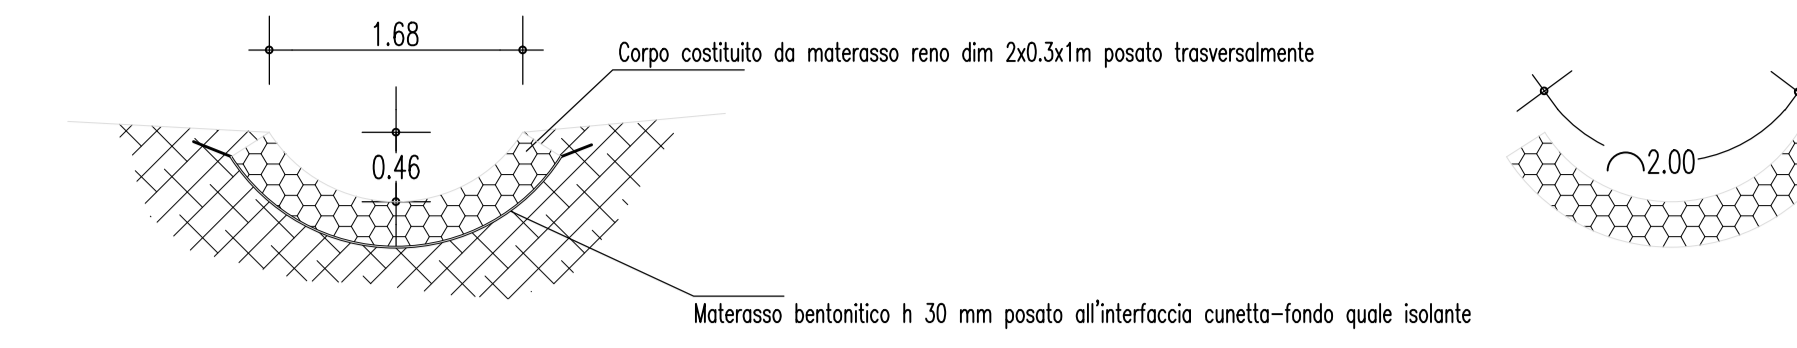 1.68
Corpo costituito da materasso reno dim 2x0.3x1m posato trasversalmente
0.46
2.00
Materasso bentonitico h 30 mm posato all'interfaccia cunetta-fondo quale isolante